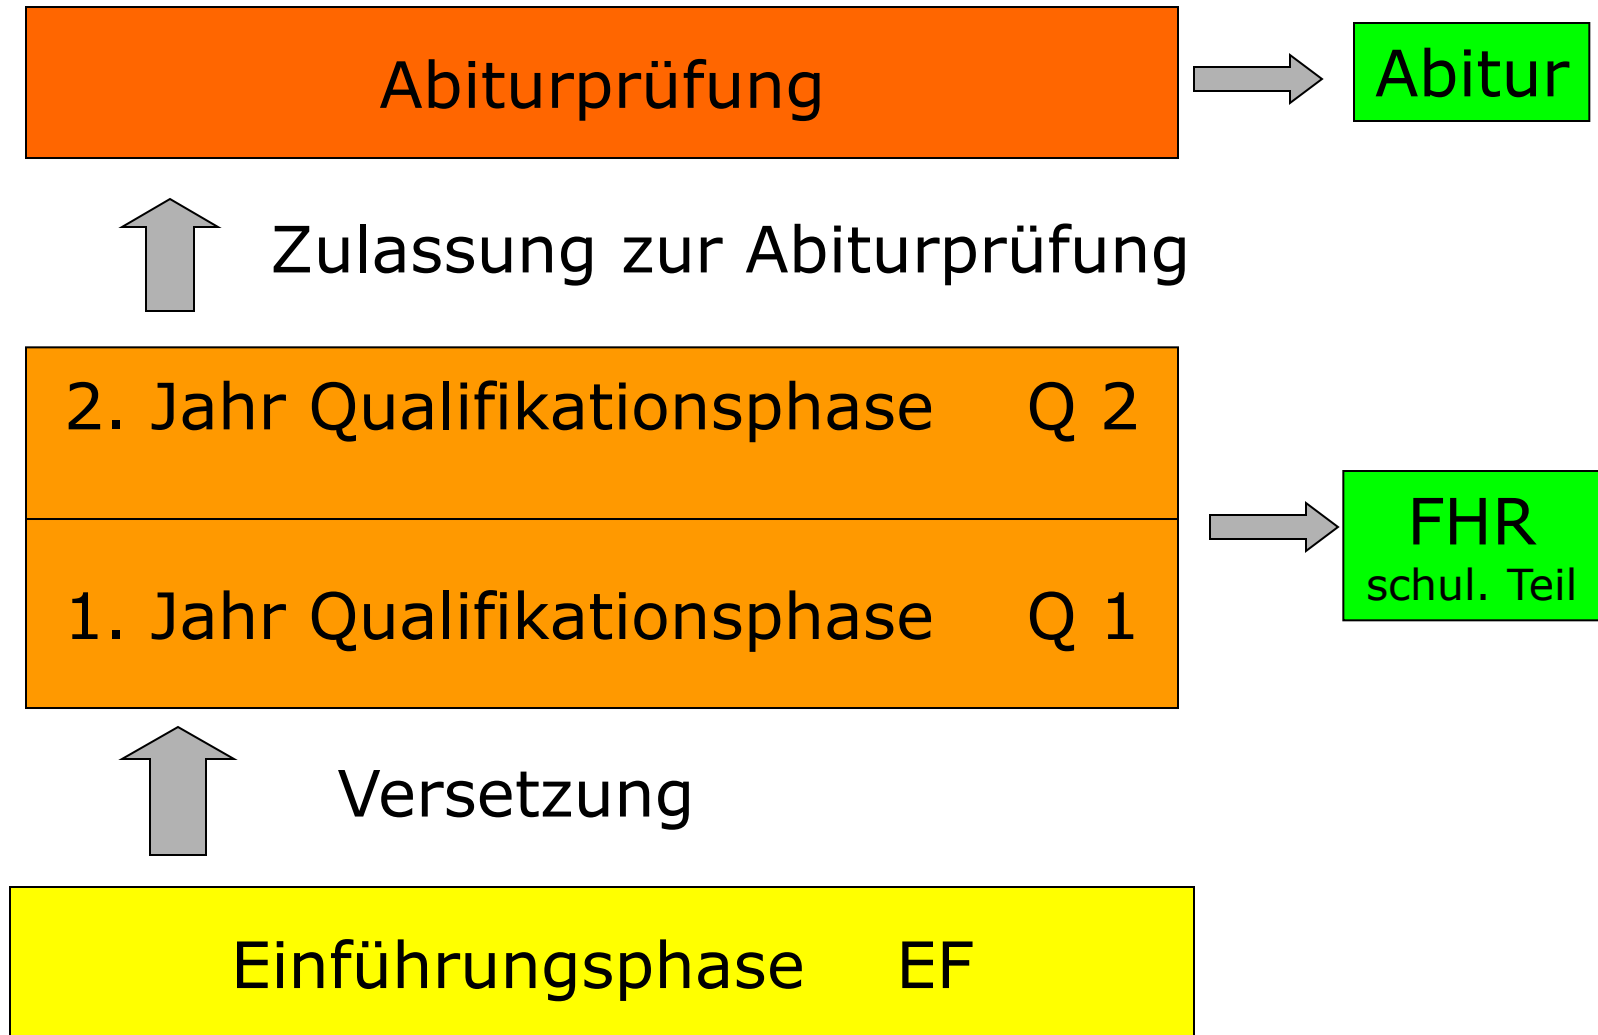 Abiturprüfung
Abitur
Zulassung zur Abiturprüfung
2. Jahr Qualifikationsphase Q 2
FHR
schul. Teil
1. Jahr Qualifikationsphase Q 1
Versetzung
Einführungsphase EF